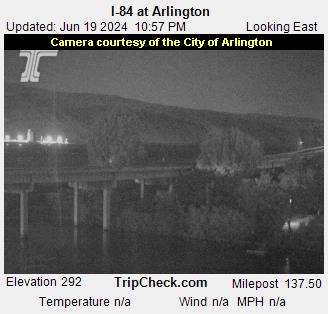 I-84 at Arlington
Updated: Jun 19 2024 10:57 PM Looking East
Camera courtesy of the City of Arlington
Elevation 292 TripCheck.com Milepost 137.50
Temperature n/a Wind n/a MPH n/a